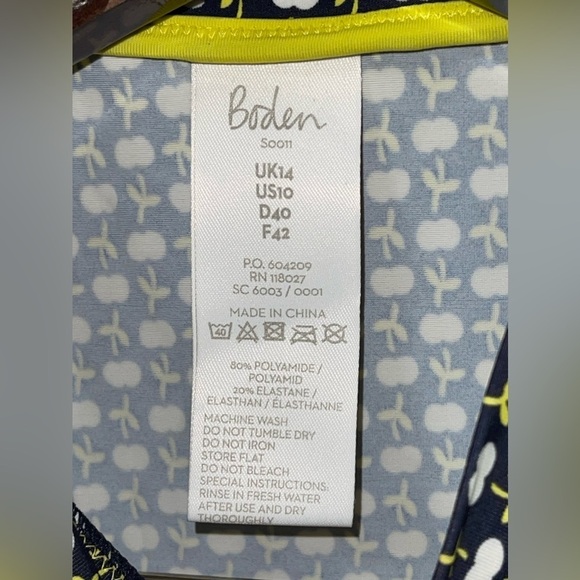 Boden
S0011
UK14
US10
D40
F42
P.O. 604209
RN 118027
SC 6003 / 0001
MADE IN CHINA
40
80% POLYAMIDE /
POLYAMID
20% ELASTANE /
ELASTHAN / ÉLASTHANNE
MACHINE WASH
DO NOT TUMBLE DRY
DO NOT IRON
STORE FLAT
DO NOT BLEACH
SPECIAL INSTRUCTIONS:
RINSE IN FRESH WATER
AFTER USE AND DRY
THOROUGHLY